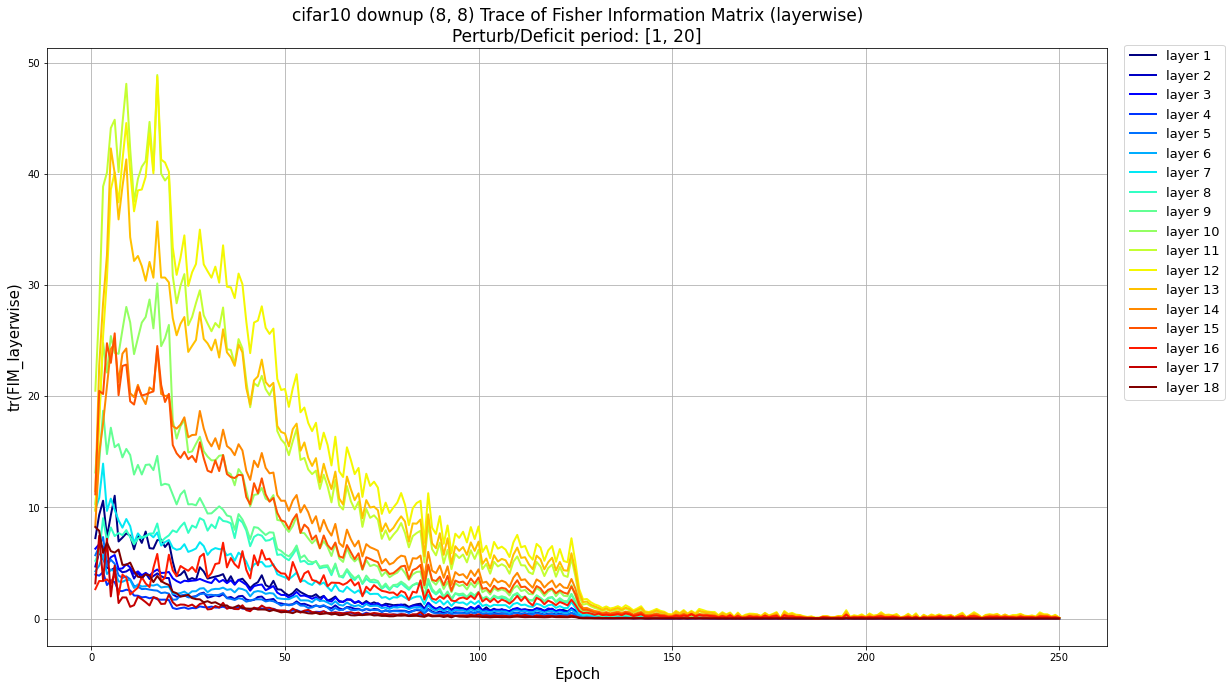 cifar10 downup (8, 8) Trace of Fisher Information Matrix (layerwise)
Perturb/Deficit period: [1, 20]
tr(FIM_layerwise)
50
40
30
20
10
0
0 50 100 150 200 250
Epoch
layer 1
layer 2
layer 3
layer 4
layer 5
layer 6
layer 7
layer 8
layer 9
layer 10
layer 11
layer 12
layer 13
layer 14
layer 15
layer 16
layer 17
layer 18